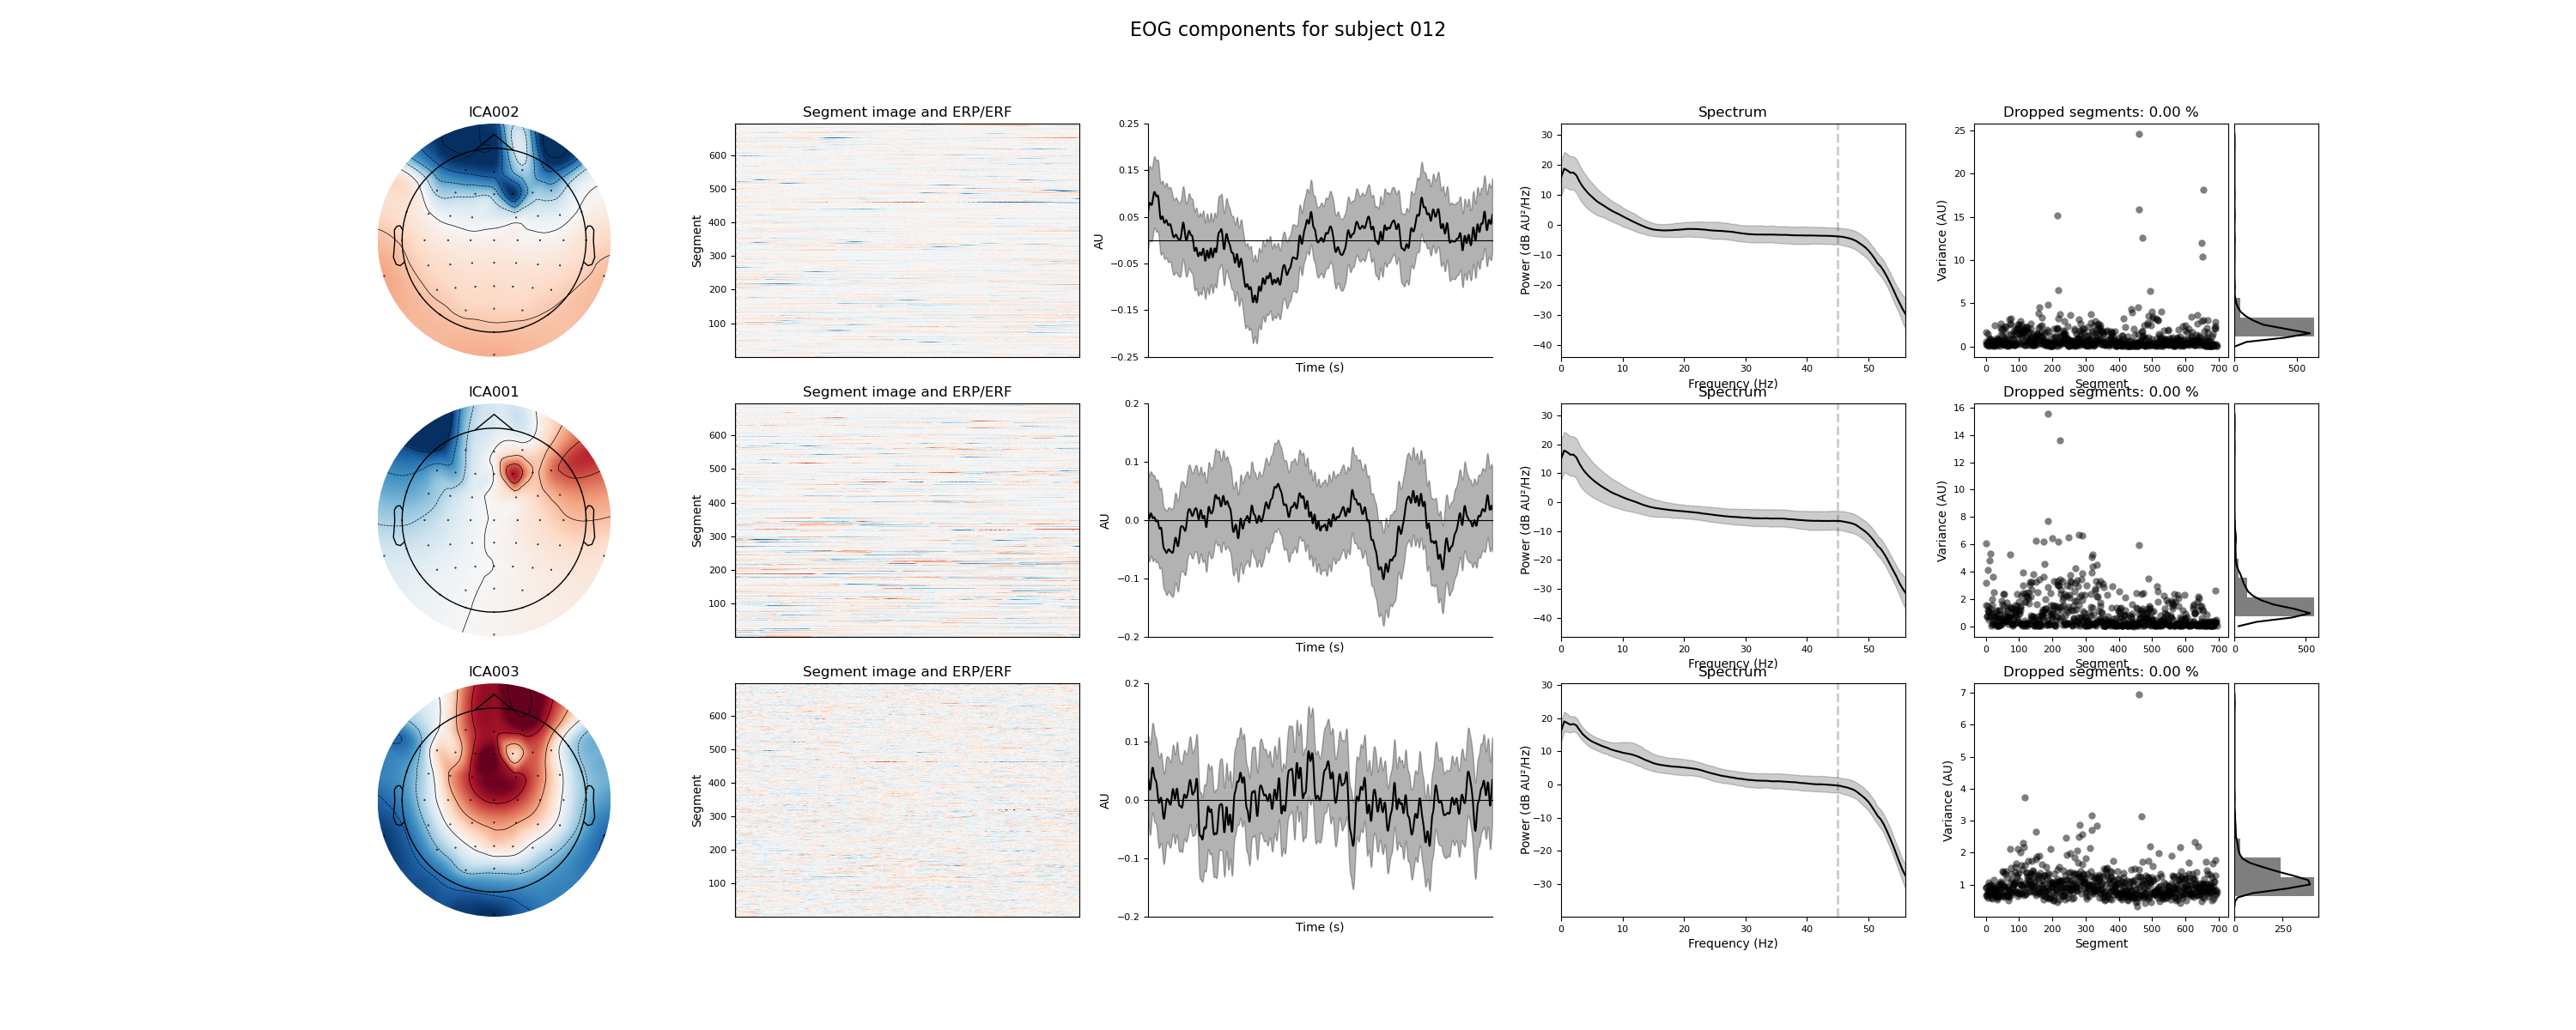 EOG components for subject 012
ICA002
Segment image and ERP/ERF
Spectrum
Dropped segments: 0.00 %
Segment
600
500
400
300
200
100
AU
0.25
0.15
0.05
−0.05
−0.15
−0.25
Time (s)
Power (dB AU²/Hz)
30
20
10
0
−10
−20
−30
−40
0 10 20 30 40 50
Frequency (Hz)
Variance (AU)
25
20
15
10
5
0
0 100 200 300 400 500 600 700
Segment
0 500
ICA001
Segment image and ERP/ERF
Spectrum
Dropped segments: 0.00 %
Segment
600
500
400
300
200
100
AU
0.2
0.1
0.0
−0.1
−0.2
Time (s)
Power (dB AU²/Hz)
30
20
10
0
−10
−20
−30
−40
0 10 20 30 40 50
Frequency (Hz)
Variance (AU)
16
14
12
10
8
6
4
2
0
0 100 200 300 400 500 600 700
Segment
0 500
ICA003
Segment image and ERP/ERF
Spectrum
Dropped segments: 0.00 %
Segment
600
500
400
300
200
100
AU
0.2
0.1
0.0
−0.1
−0.2
Time (s)
Power (dB AU²/Hz)
30
20
10
0
−10
−20
−30
0 10 20 30 40 50
Frequency (Hz)
Variance (AU)
7
6
5
4
3
2
1
0 100 200 300 400 500 600 700
Segment
0 250